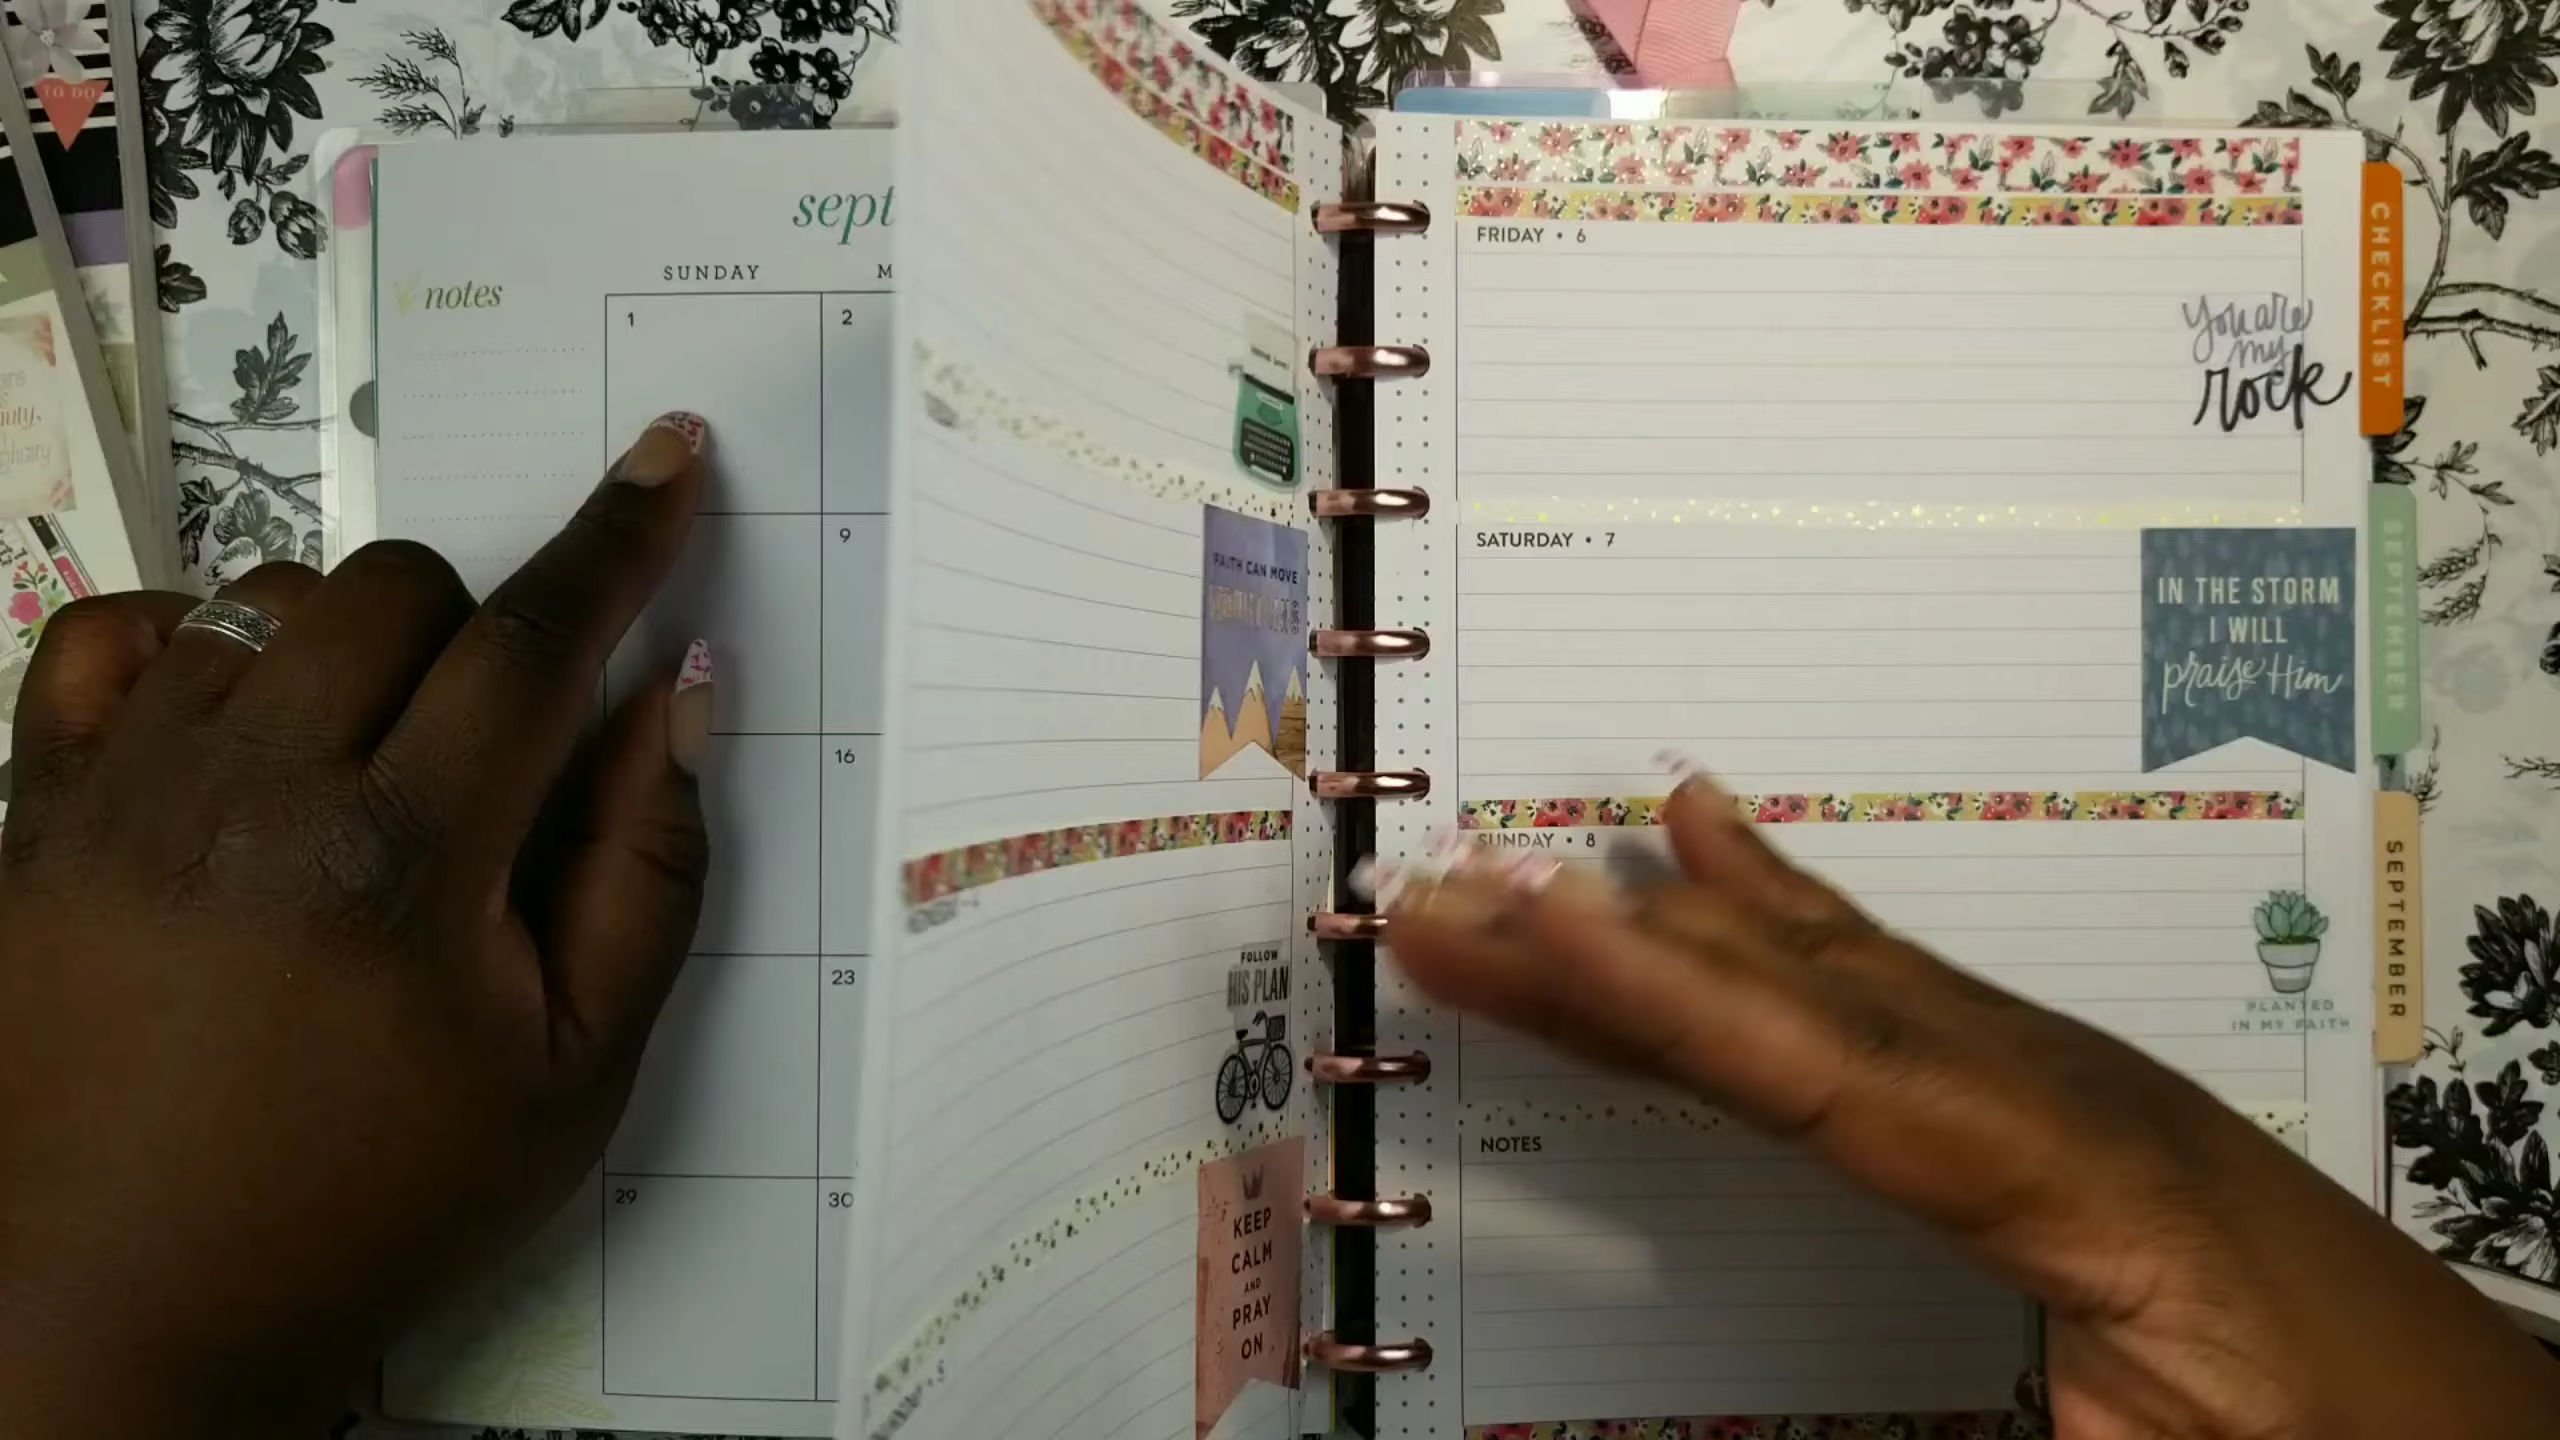 TO DO
sept
notes
SUNDAY
M
1
2
9
16
23
29
30
FAITH CAN MOVE
FOLLOW
HIS PLAN
KEEP
CALM
AND
PRAY
ON
FRIDAY • 6
You are
my
rock
SATURDAY • 7
IN THE STORM
I WILL
praise Him
SUNDAY • 8
PLANTED
IN MY FAITH
NOTES
CHECKLIST
SEPTEMBER
SEPTEMBER